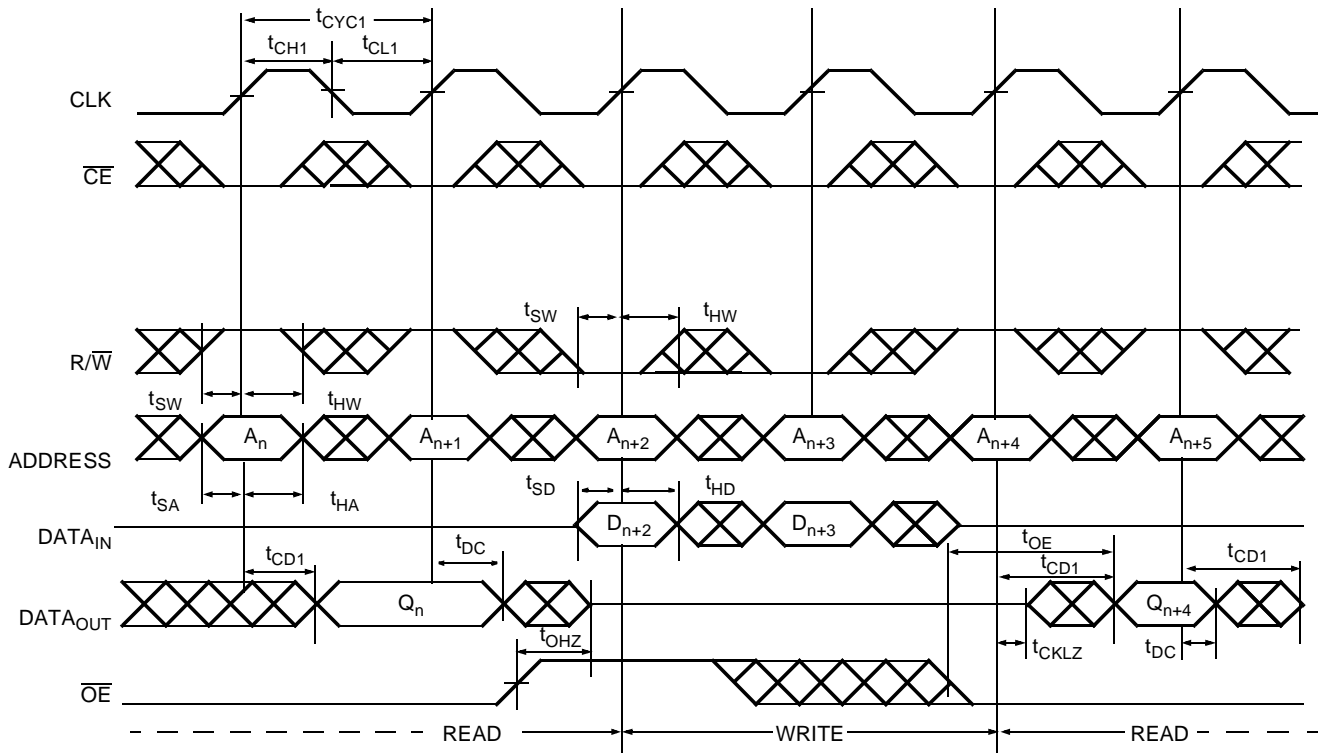 tCYC1
tCH1 tCL1
CLK
CE
tSW tHW
R/W
tSW tHW
An An+1 An+2 An+3 An+4 An+5
ADDRESS
tSA tHA tSD tHD
Dn+2 Dn+3
DATAIN
tCD1 tDC tOE tCD1 tCD1
Qn Qn+4
DATAOUT
tOHZ tCKLZ tDC
OE
READ WRITE READ